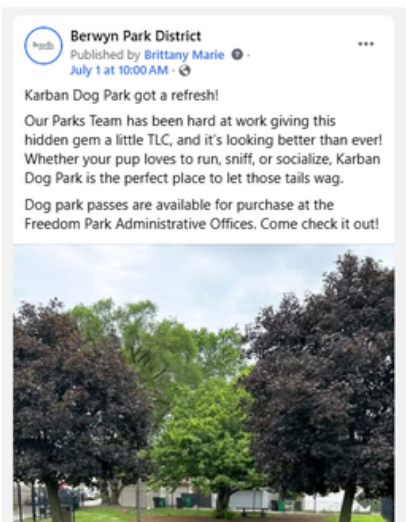 Berwyn Park District
Published by Brittany Marie
July 1 at 10:00 AM ·
Karban Dog Park got a refresh!
Our Parks Team has been hard at work giving this
hidden gem a little TLC, and it's looking better than ever!
Whether your pup loves to run, sniff, or socialize, Karban
Dog Park is the perfect place to let those tails wag.
Dog park passes are available for purchase at the
Freedom Park Administrative Offices. Come check it out!